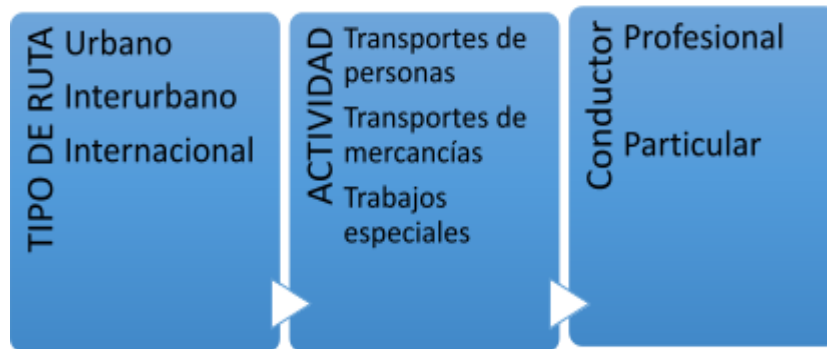 TIPO DE RUTA
Urbano
Interurbano
Internacional
ACTIVIDAD
Transportes de
personas
Transportes de
mercancías
Trabajos
especiales
Conductor
Profesional
Particular